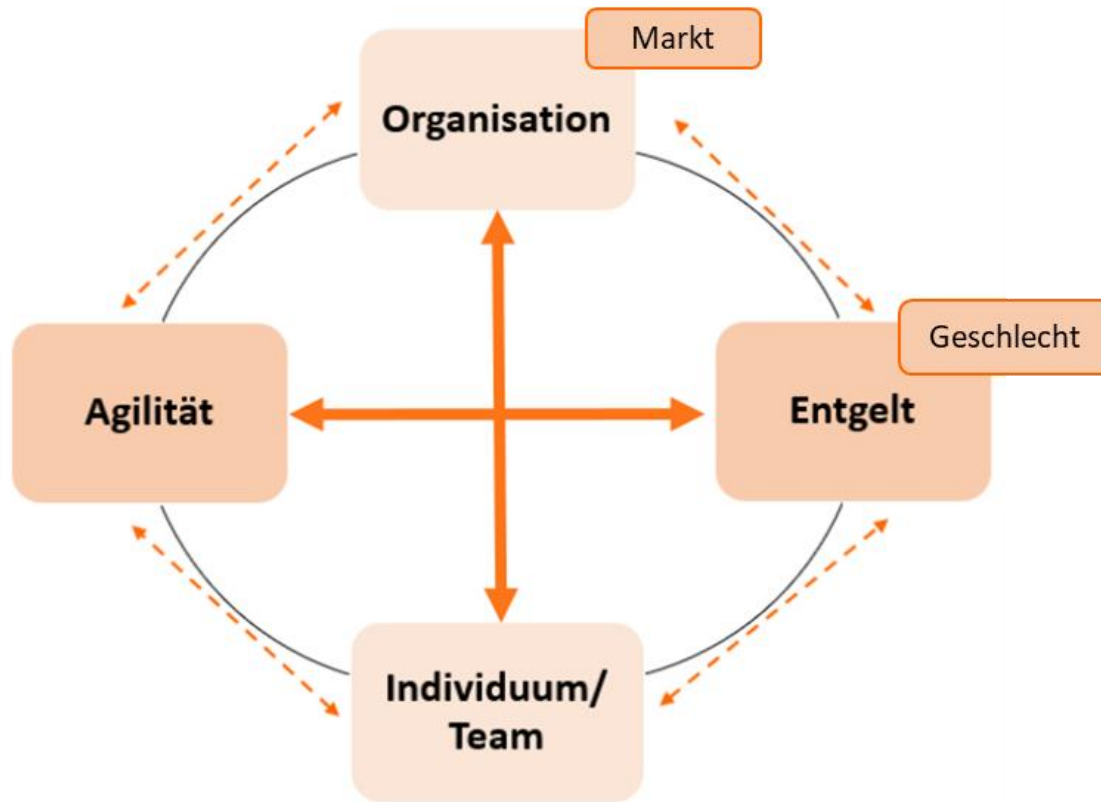 Markt
Organisation
Geschlecht
Agilität
Entgelt
Individuum/
Team